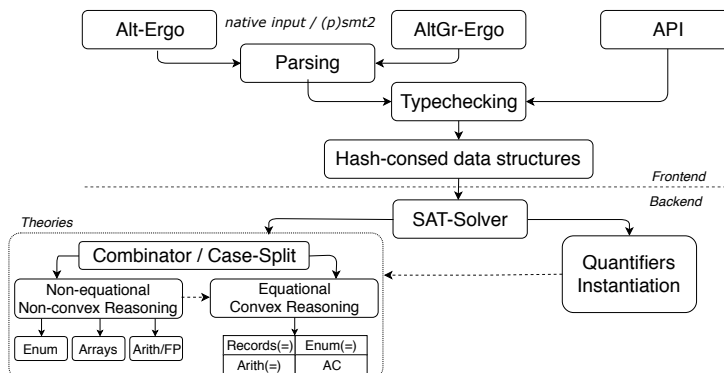 Alt-Ergo
native input / (p)smt2
AltGr-Ergo
API
Parsing
Typechecking
Hash-consed data structures
Frontend
Backend
SAT-Solver
Theories
Combinator / Case-Split
Quantifiers
Instantiation
Non-equational
Non-convex Reasoning
Equational
Convex Reasoning
Enum
Arrays
Arith/FP
Records(=)
Enum(=)
Arith(=)
AC